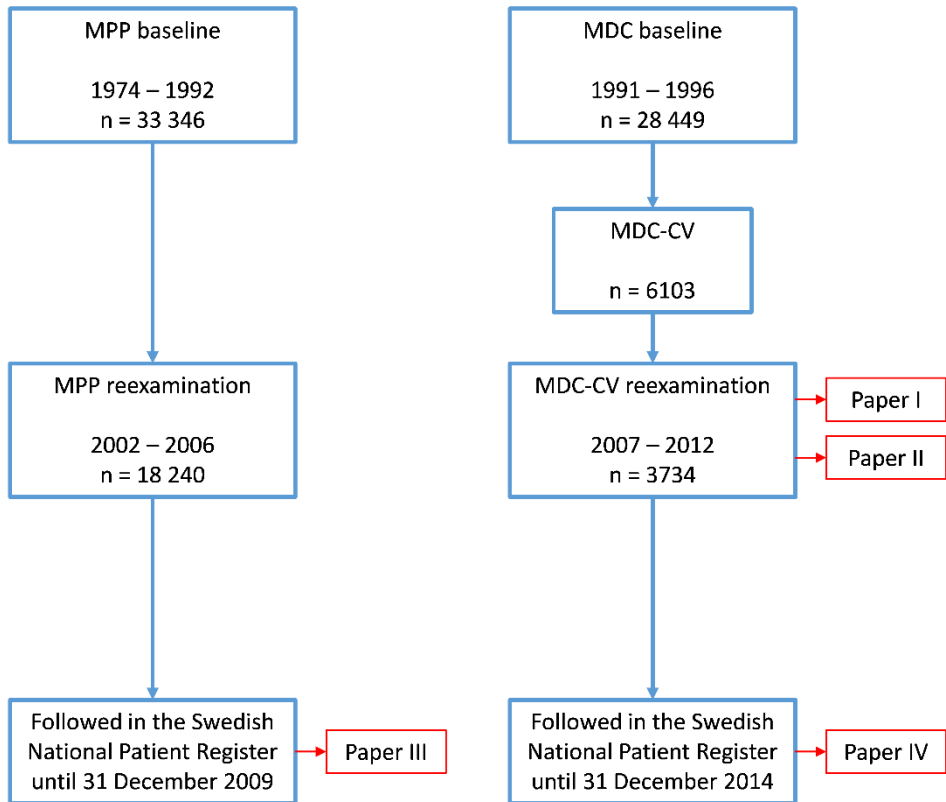 MPP baseline
1974 – 1992
n = 33 346
MDC baseline
1991 – 1996
n = 28 449
MDC-CV
n = 6103
MPP reexamination
2002 – 2006
n = 18 240
MDC-CV reexamination
2007 – 2012
n = 3734
Paper I
Paper II
Followed in the Swedish
National Patient Register
until 31 December 2009
Paper III
Followed in the Swedish
National Patient Register
until 31 December 2014
Paper IV